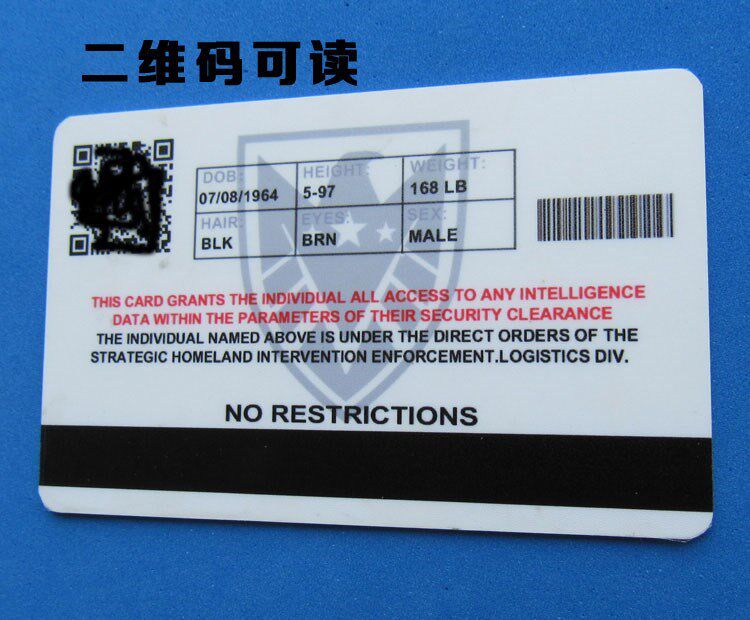 二维码可读
DOB: HEIGHT: WEIGHT:
07/08/1964 5-97 168 LB
HAIR: EYES: SEX:
BLK BRN MALE
THIS CARD GRANTS THE INDIVIDUAL ALL ACCESS TO ANY INTELLIGENCE
DATA WITHIN THE PARAMETERS OF THEIR SECURITY CLEARANCE
THE INDIVIDUAL NAMED ABOVE IS UNDER THE DIRECT ORDERS OF THE
STRATEGIC HOMELAND INTERVENTION ENFORCEMENT.LOGISTICS DIV.
NO RESTRICTIONS